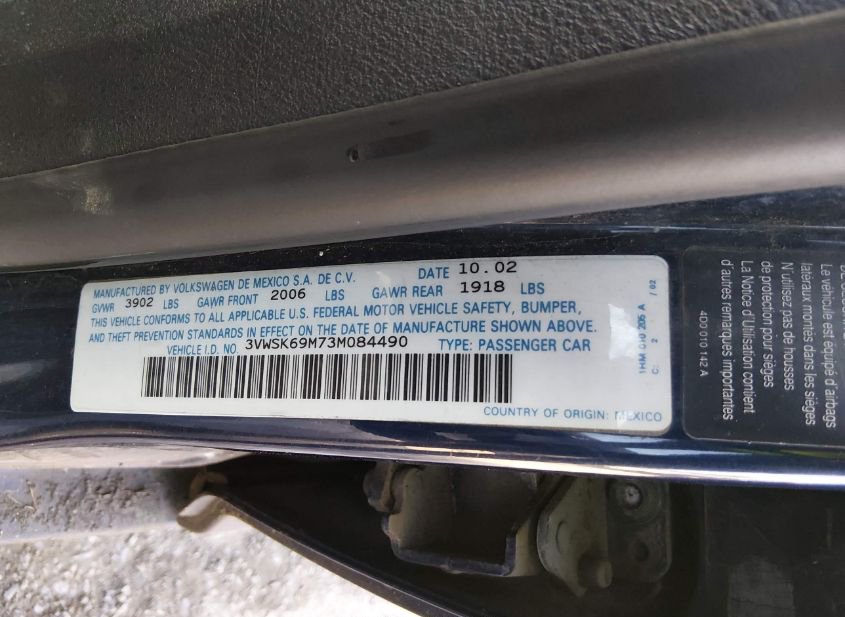 MANUFACTURED BY VOLKSWAGEN DE MEXICO S.A. DE C.V. DATE 10.02
GVWR 3902 LBS GAWR FRONT 2006 LBS GAWR REAR 1918 LBS
THIS VEHICLE CONFORMS TO ALL APPLICABLE U.S. FEDERAL MOTOR VEHICLE SAFETY, BUMPER,
AND THEFT PREVENTION STANDARDS IN EFFECT ON THE DATE OF MANUFACTURE SHOWN ABOVE.
VEHICLE I.D. NO. 3VWSK69M73M084490 TYPE: PASSENGER CAR
COUNTRY OF ORIGIN: MEXICO
1HM 010 205 A / 02
C: 2
Le véhicule est équipé d'airbags
latéraux montés dans les sièges
N'utilisez pas de housses
de protection pour sièges
La Notice d'Utilisation contient
d'autres remarques importantes
4D0 010 142 A